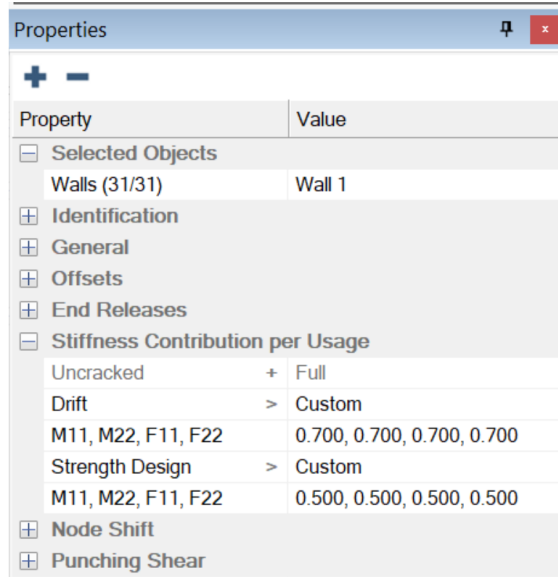 Properties
Property Value
Selected Objects
Walls (31/31) Wall 1
Identification
General
Offsets
End Releases
Stiffness Contribution per Usage
Uncracked + Full
Drift > Custom
M11, M22, F11, F22 0.700, 0.700, 0.700, 0.700
Strength Design > Custom
M11, M22, F11, F22 0.500, 0.500, 0.500, 0.500
Node Shift
Punching Shear